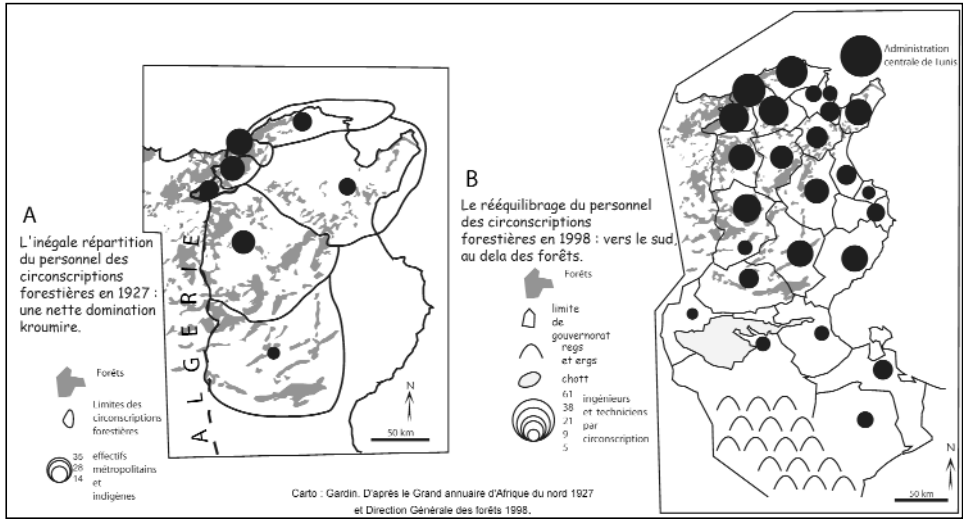 A
L'inégale répartition
du personnel des
circonscriptions
forestières en 1927 :
une nette domination
kroumire.
Forêts
Limites des
circonscriptions
forestières
35
28
14
effectifs
métropolitains
et
indigènes
ALGERIE
N
50 km
B
Le rééquilibrage du personnel
des circonscriptions
forestières en 1998 : vers le sud,
au dela des forêts.
Forêts
limite
de
gouvernorat
regs
et ergs
chott
61
38
21
9
5
ingénieurs
et techniciens
par
circonscription
Administration
centrale de Tunis
N
50 km
Carto : Gardin. D'après le Grand annuaire d'Afrique du nord 1927
et Direction Générale des forêts 1998.